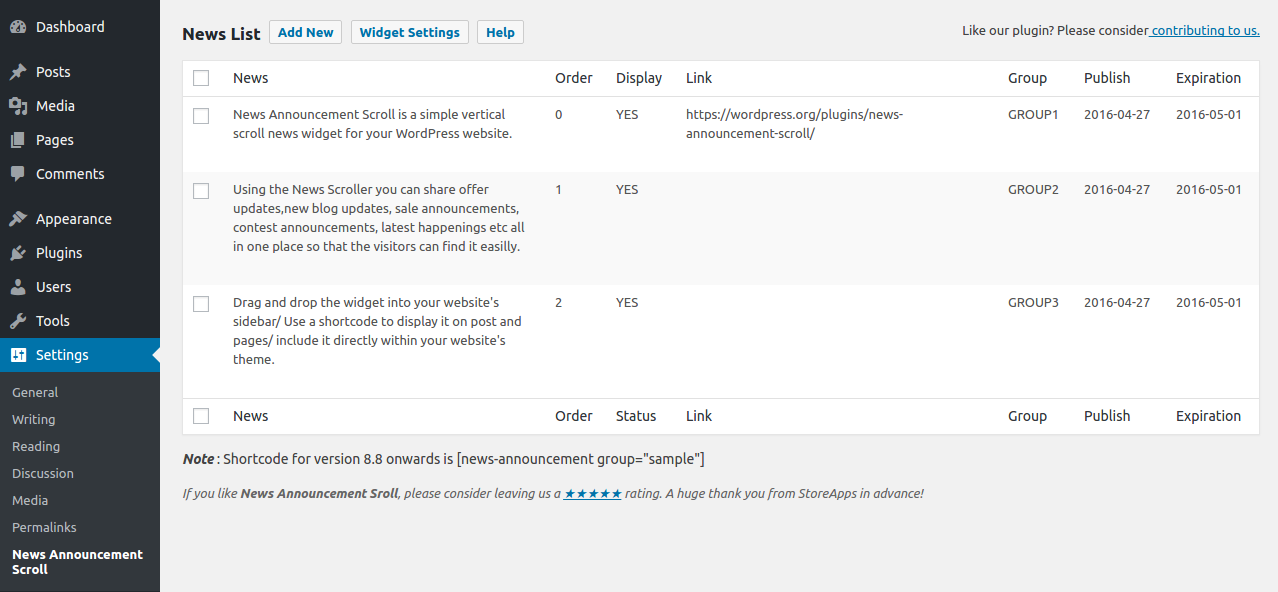 Dashboard
Posts
Media
Pages
Comments
Appearance
Plugins
Users
Tools
Settings
General
Writing
Reading
Discussion
Media
Permalinks
News Announcement
Scroll
News List Add New Widget Settings Help
Like our plugin? Please consider contributing to us.
News Order Display Link Group Publish Expiration
News Announcement Scroll is a simple vertical
scroll news widget for your WordPress website.
0 YES
https://wordpress.org/plugins/news-
announcement-scroll/
GROUP1 2016-04-27 2016-05-01
Using the News Scroller you can share offer
updates,new blog updates, sale announcements,
contest announcements, latest happenings etc all
in one place so that the visitors can find it easilly.
1 YES GROUP2 2016-04-27 2016-05-01
Drag and drop the widget into your website's
sidebar/ Use a shortcode to display it on post and
pages/ include it directly within your website's
theme.
2 YES GROUP3 2016-04-27 2016-05-01
News Order Status Link Group Publish Expiration
Note : Shortcode for version 8.8 onwards is [news-announcement group="sample"]
If you like News Announcement Sroll, please consider leaving us a ★★★★★ rating. A huge thank you from StoreApps in advance!